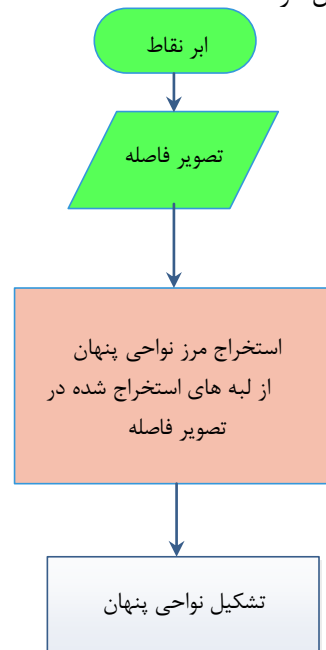 ابر نقاط
تصویر فاصله
استخراج مرز نواحی پنهان
از لبه های استخراج شده در
تصویر فاصله
تشکیل نواحی پنهان